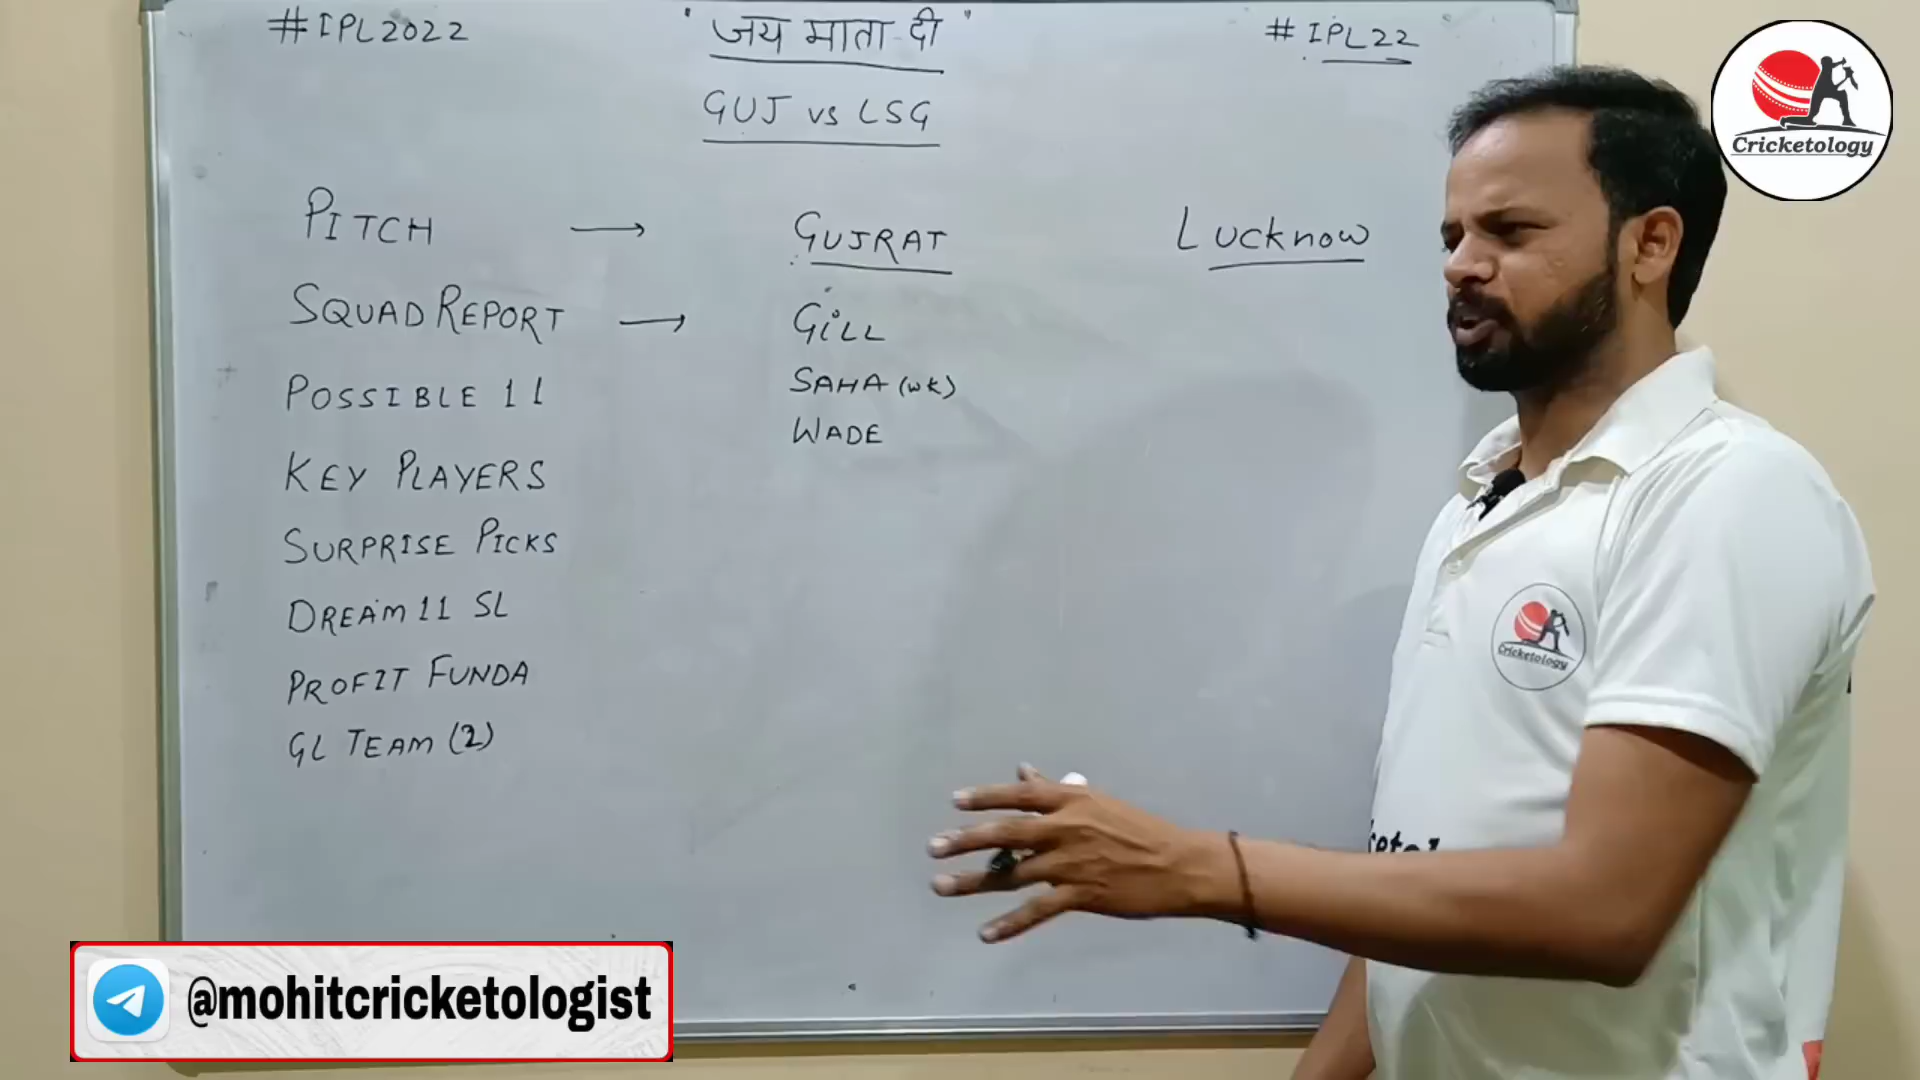 #IPL2022 "जय माता दी" #IPL22
GUJ vs LSG
PITCH → GUJRAT Lucknow
SQUAD REPORT → GILL
POSSIBLE 11 SAHA (WK)
WADE
KEY PLAYERS
SURPRISE PICKS
DREAM 11 SL
PROFIT FUNDA
GL TEAM (2)
Cricketology
Cricketology
@mohitcricketologist